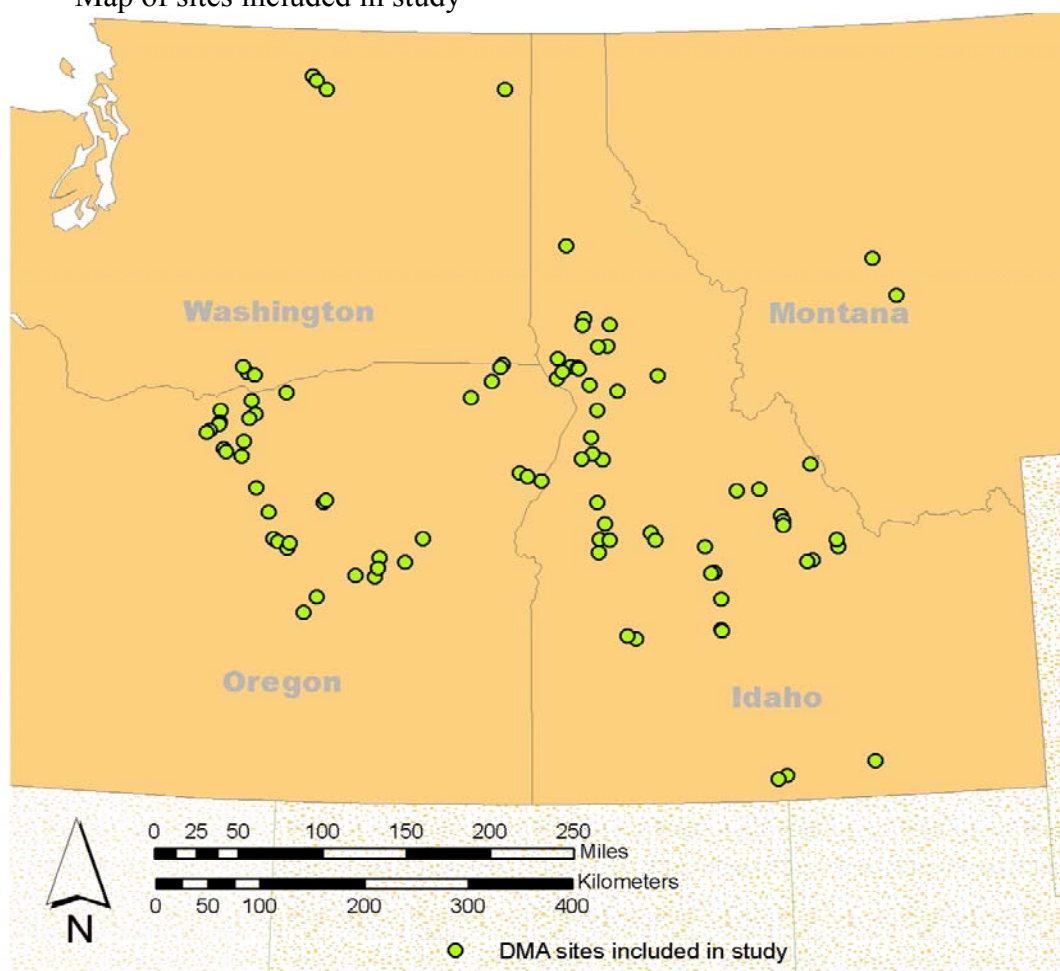 Map of sites included in study
Washington
Montana
Oregon
Idaho
0 25 50 100 150 200 250
Miles
Kilometers
0 50 100 200 300 400
N
DMA sites included in study